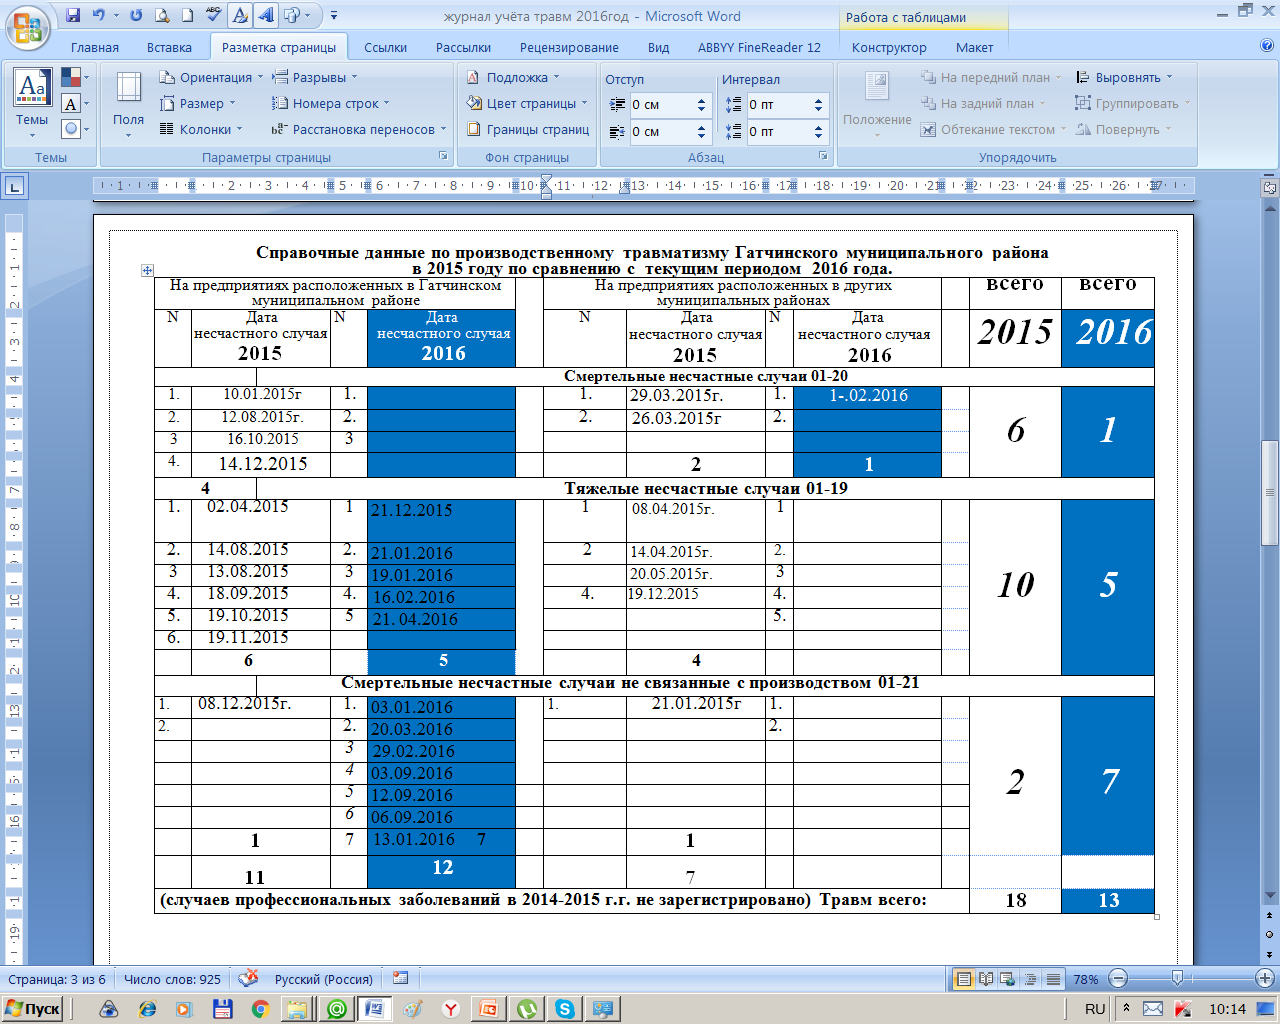 журнал учёта травм 2016год - Microsoft Word
Работа с таблицами
Главная Вставка Разметка страницы Ссылки Рассылки Рецензирование Вид ABBYY FineReader 12 Конструктор Макет
Темы
Поля
Ориентация
Размер
Колонки
Разрывы
Номера строк
Расстановка переносов
Подложка
Цвет страницы
Границы страниц
Отступ
0 см
0 см
Интервал
0 пт
0 пт
Положение
На передний план
На задний план
Обтекание текстом
Выровнять
Группировать
Повернуть
Темы Параметры страницы Фон страницы Абзац Упорядочить
Справочные данные по производственному травматизму Гатчинского муниципального района
в 2015 году по сравнению с текущим периодом 2016 года.
На предприятиях расположенных в Гатчинском
муниципальном районе
На предприятиях расположенных в других
муниципальных районах
всего всего
N Дата несчастного случая 2015 N Дата несчастного случая 2016 N Дата несчастного случая 2015 N Дата несчастного случая 2016 2015 2016
Смертельные несчастные случаи 01-20
1. 10.01.2015г 1. 1. 29.03.2015г. 1. 1-.02.2016
2. 12.08.2015г. 2. 2. 26.03.2015г 2. 6 1
3 16.10.2015 3
4. 14.12.2015 2 1
4 Тяжелые несчастные случаи 01-19
1. 02.04.2015 1 21.12.2015 1 08.04.2015г. 1
2. 14.08.2015 2. 21.01.2016 2 14.04.2015г. 2.
3 13.08.2015 3 19.01.2016 20.05.2015г. 3 10 5
4. 18.09.2015 4. 16.02.2016 4. 19.12.2015 4.
5. 19.10.2015 5 21. 04.2016 5.
6. 19.11.2015
6 5 4
Смертельные несчастные случаи не связанные с производством 01-21
1. 08.12.2015г. 1. 03.01.2016 1. 21.01.2015г 1.
2. 2. 20.03.2016 2.
3 29.02.2016
4 03.09.2016 2 7
5 12.09.2016
6 06.09.2016
1 7 13.01.2016 7 1
11 12 7
(случаев профессиональных заболеваний в 2014-2015 г.г. не зарегистрировано) Травм всего: 18 13
Страница: 3 из 6 Число слов: 925 Русский (Россия) 78%
Пуск RU 10:14